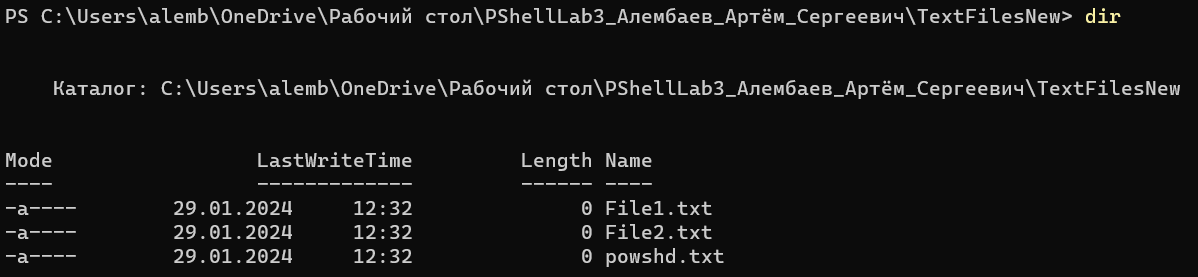 PS C:\Users\alemb\OneDrive\Рабочий стол\PShellLab3_Алембаев_Артём_Сергеевич\TextFilesNew> dir
Каталог: C:\Users\alemb\OneDrive\Рабочий стол\PShellLab3_Алембаев_Артём_Сергеевич\TextFilesNew
Mode                 LastWriteTime         Length Name
----                 -------------         ------ ----
-a----        29.01.2024     12:32              0 File1.txt
-a----        29.01.2024     12:32              0 File2.txt
-a----        29.01.2024     12:32              0 powshd.txt